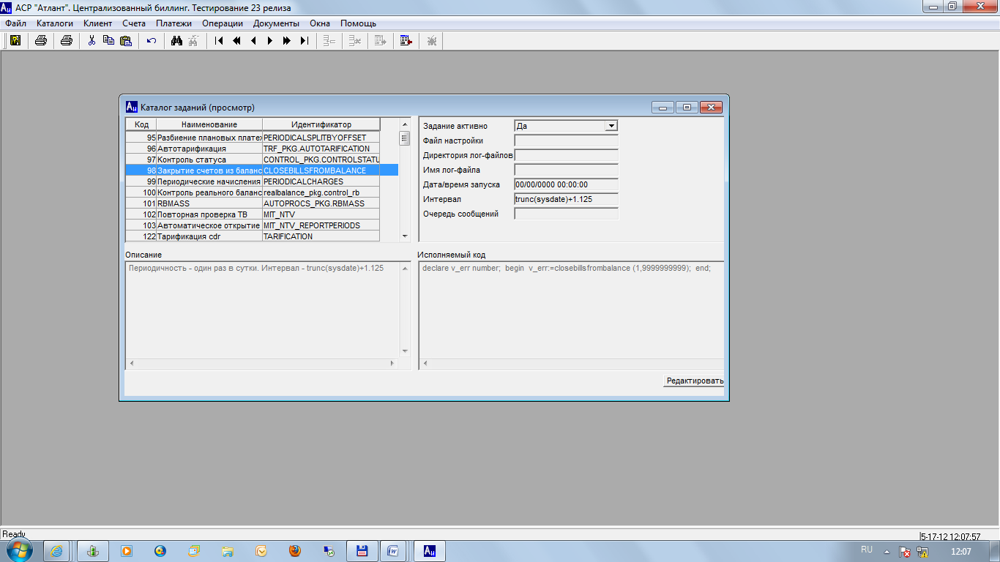 АСР "Атлант". Централизованный биллинг. Тестирование 23 релиза
Файл Каталоги Клиент Счета Платежи Операции Документы Окна Помощь
Каталог заданий (просмотр)
Код Наименование Идентификатор
95 Разбиение плановых платеж PERIODICALSPLITBYOFFSET
96 Автотарификация TRF_PKG.AUTOTARIFICATION
97 Контроль статуса CONTROL_PKG.CONTROLSTATU
98 Закрытие счетов из баланс CLOSEBILLSFROMBALANCE
99 Периодические начисления PERIODICALCHARGES
100 Контроль реального баланс realbalance_pkg.control_rb
101 RBMASS AUTOPROCS_PKG.RBMASS
102 Повторная проверка ТВ MIT_NTV
103 Автоматическое открытие MIT_NTV_REPORTPERIODS
122 Тарификация cdr TARIFICATION
Задание активно Да
Файл настройки
Директория лог-файлов
Имя лог-файла
Дата/время запуска 00/00/0000 00:00:00
Интервал trunc(sysdate)+1.125
Очередь сообщений
Описание
Периодичность - один раз в сутки. Интервал - trunc(sysdate)+1.125
Исполняемый код
declare v_err number; begin v_err:=closebillsfrombalance (1,9999999999); end;
Редактировать
Ready
5-17-12 12:07:57
RU
12:07